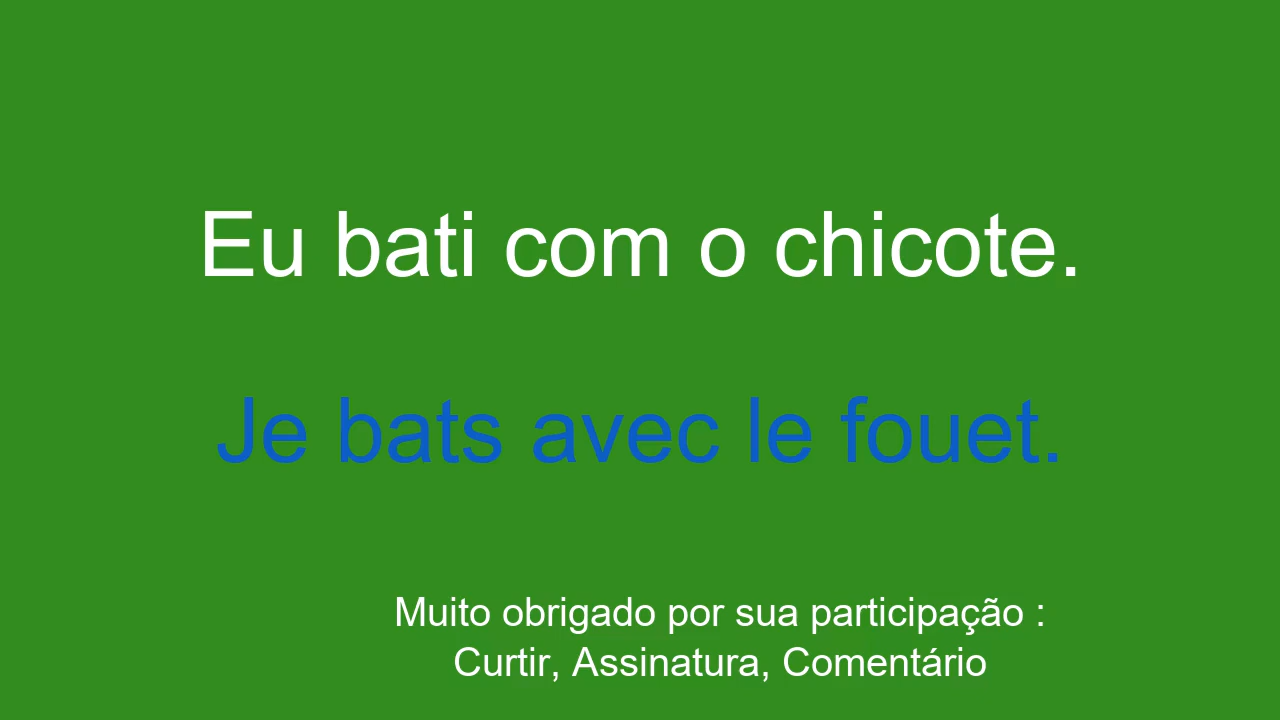 Eu bati com o chicote.
Je bats avec le fouet.
Muito obrigado por sua participação :
Curtir, Assinatura, Comentário